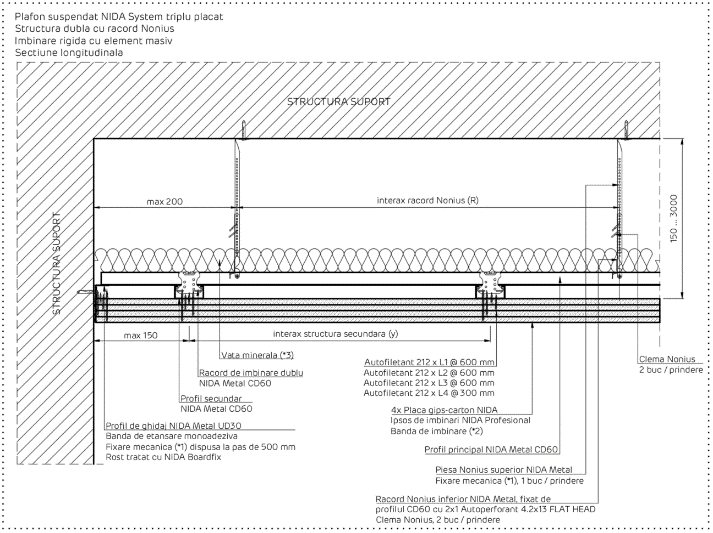 Plafon suspendat NIDA System triplu placat
Structura dubla cu racord Nonius
Imbinare rigida cu element masiv
Sectiune longitudinala
STRUCTURA SUPORT
STRUCTURA SUPORT
max 200
interax racord Nonius (R)
150 ... 3000
max 150
interax structura secundara (y)
Vata minerala (*3)
Racord de imbinare dublu
NIDA Metal CD60
Profil secundar
NIDA Metal CD60
Profil de ghidaj NIDA Metal UD30
Banda de etansare monoadeziva
Fixare mecanica (*1) dispusa la pas de 500 mm
Rost tratat cu NIDA Boardfix
Autofiletant 212 x L1 @ 600 mm
Autofiletant 212 x L2 @ 600 mm
Autofiletant 212 x L3 @ 600 mm
Autofiletant 212 x L4 @ 300 mm
4x Placa gips-carton NIDA
Ipsos de imbinari NIDA Profesional
Banda de imbinare (*2)
Profil principal NIDA Metal CD60
Piesa Nonius superior NIDA Metal
Fixare mecanica (*1), 1 buc / prindere
Racord Nonius inferior NIDA Metal, fixat de
profilul CD60 cu 2x1 Autoperforant 4.2x13 FLAT HEAD
Clema Nonius, 2 buc / prindere
Clema Nonius
2 buc / prindere